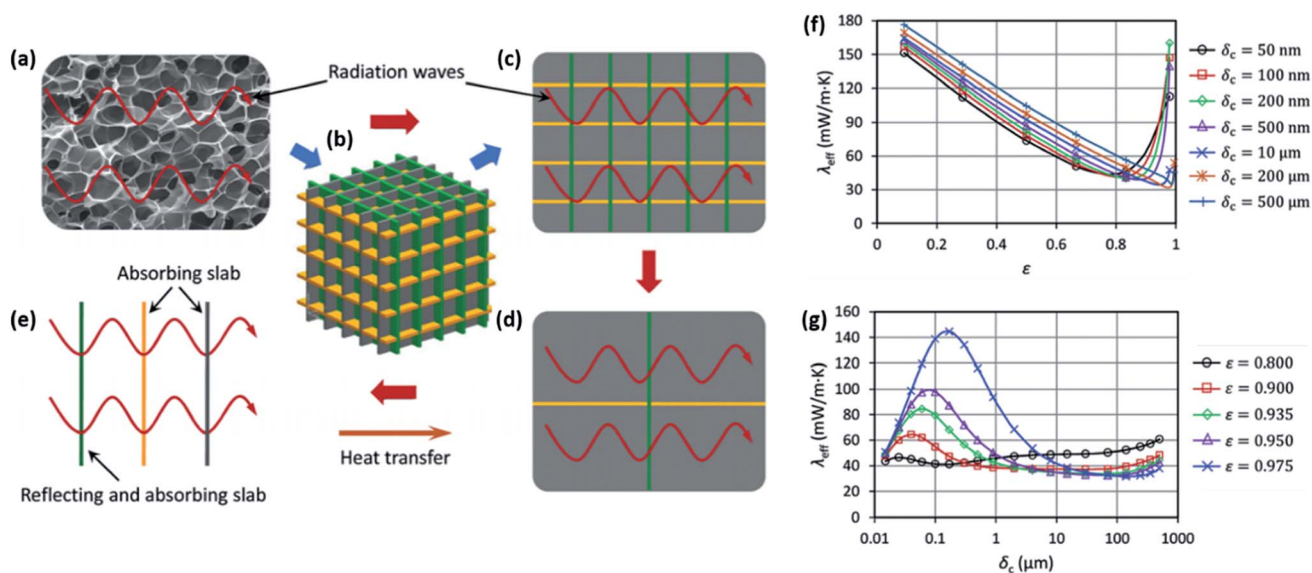 (a)
Radiation waves
(c)
(b)
Absorbing slab
(e)
(d)
Heat transfer
Reflecting and absorbing slab
(f)
180
150
120
90
60
30
0
λeff (mW/m·K)
0
0.2
0.4
0.6
0.8
1
ε
δc = 50 nm
δc = 100 nm
δc = 200 nm
δc = 500 nm
δc = 10 μm
δc = 200 μm
δc = 500 μm
(g)
160
140
120
100
80
60
40
20
0
λeff (mW/m·K)
0.01
0.1
1
10
100
1000
δc (μm)
ε = 0.800
ε = 0.900
ε = 0.935
ε = 0.950
ε = 0.975